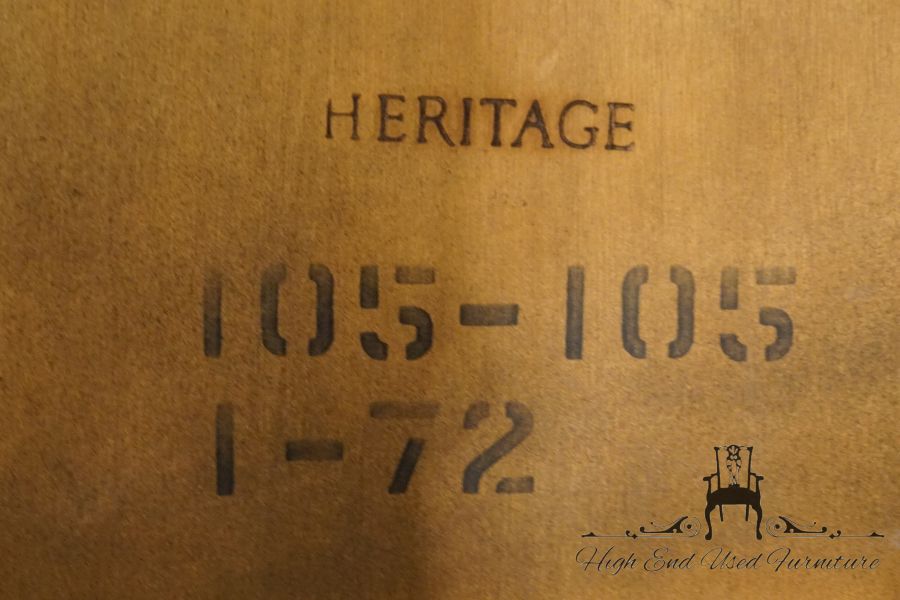 HERITAGE
105-105
1-72
High End Used Furniture